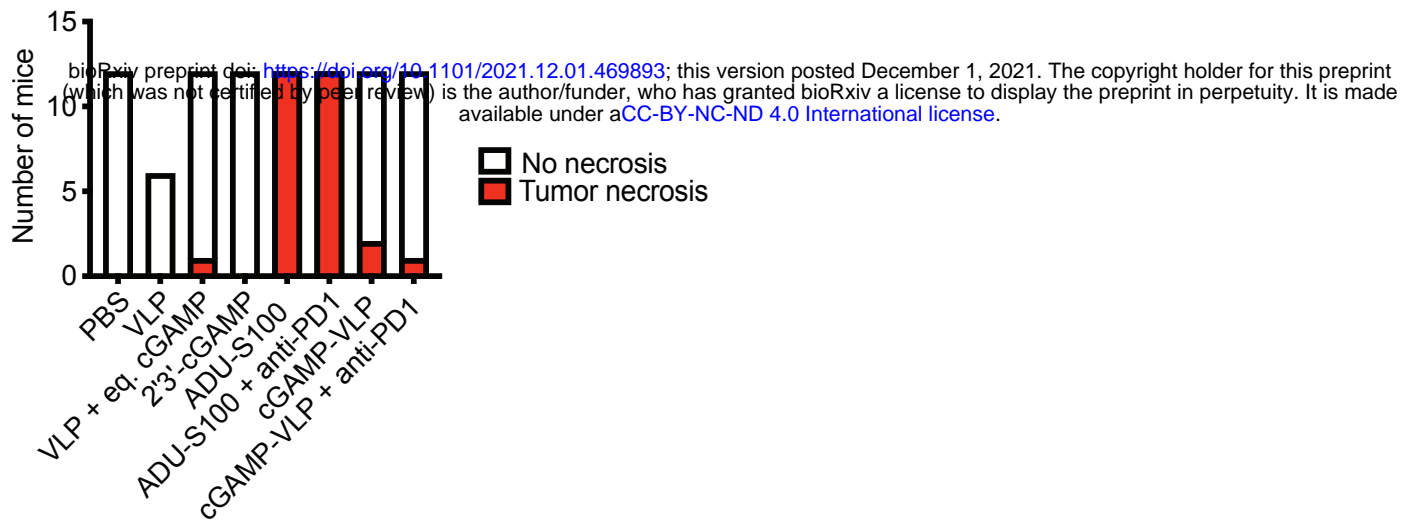 15
Number of mice
bioRxiv preprint doi: https://doi.org/10.1101/2021.12.01.469893; this version posted December 1, 2021. The copyright holder for this preprint
(which was not certified by peer review) is the author/funder, who has granted bioRxiv a license to display the preprint in perpetuity. It is made
available under aCC-BY-NC-ND 4.0 International license.
10
5
0
No necrosis
Tumor necrosis
PBS
VLP
VLP + eq. cGAMP
2'3'-cGAMP
ADU-S100
ADU-S100 + anti-PD1
cGAMP-VLP
cGAMP-VLP + anti-PD1